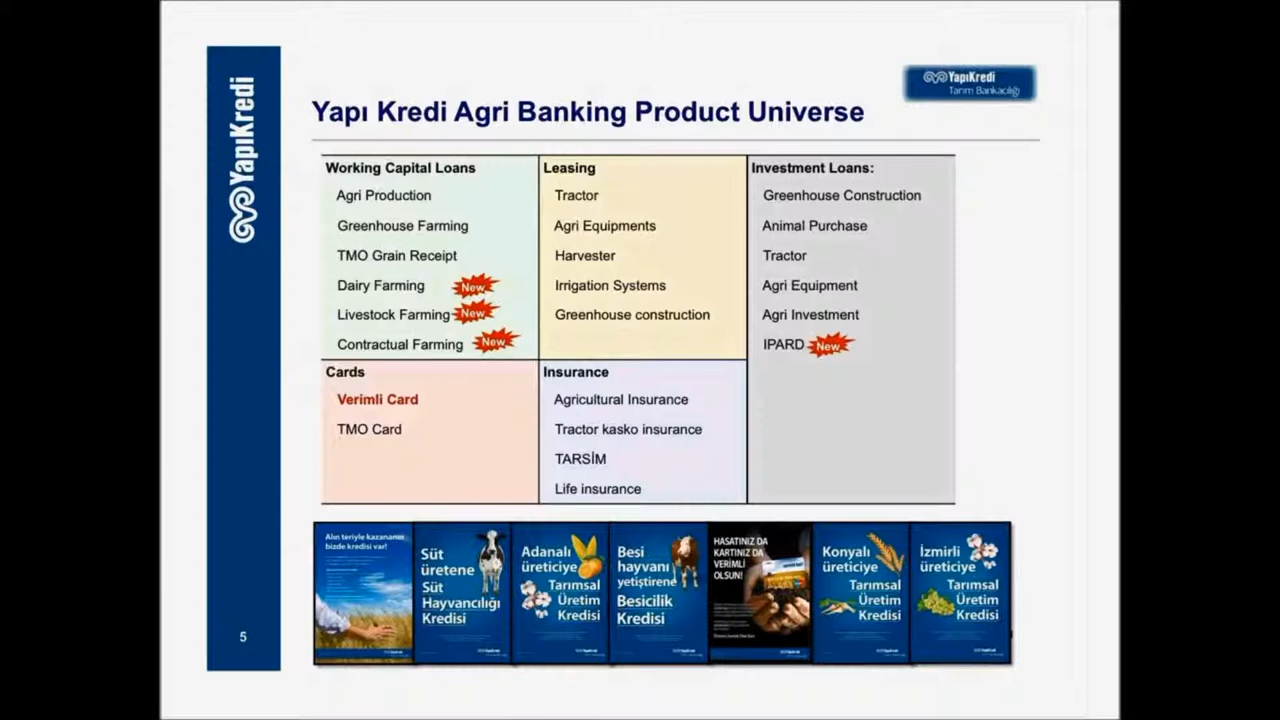 YapıKredi
YapıKredi
Tarım Bankacılığı
Yapı Kredi Agri Banking Product Universe
Working Capital Loans
Agri Production
Greenhouse Farming
TMO Grain Receipt
Dairy Farming New
Livestock Farming New
Contractual Farming New
Leasing
Tractor
Agri Equipments
Harvester
Irrigation Systems
Greenhouse construction
Investment Loans:
Greenhouse Construction
Animal Purchase
Tractor
Agri Equipment
Agri Investment
IPARD New
Cards
Verimli Card
TMO Card
Insurance
Agricultural Insurance
Tractor kasko insurance
TARSİM
Life insurance
Alın teriyle kazananın
bizde kredisi var!
Süt
üretene
Süt
Hayvancılığı
Kredisi
Adanalı
üreticiye
Tarımsal
Üretim
Kredisi
Besi
hayvanı
yetiştirene
Besicilik
Kredisi
HASATINIZ DA
KARTINIZ DA
VERİMLİ
OLSUN!
Konyalı
üreticiye
Tarımsal
Üretim
Kredisi
İzmirli
üreticiye
Tarımsal
Üretim
Kredisi
5